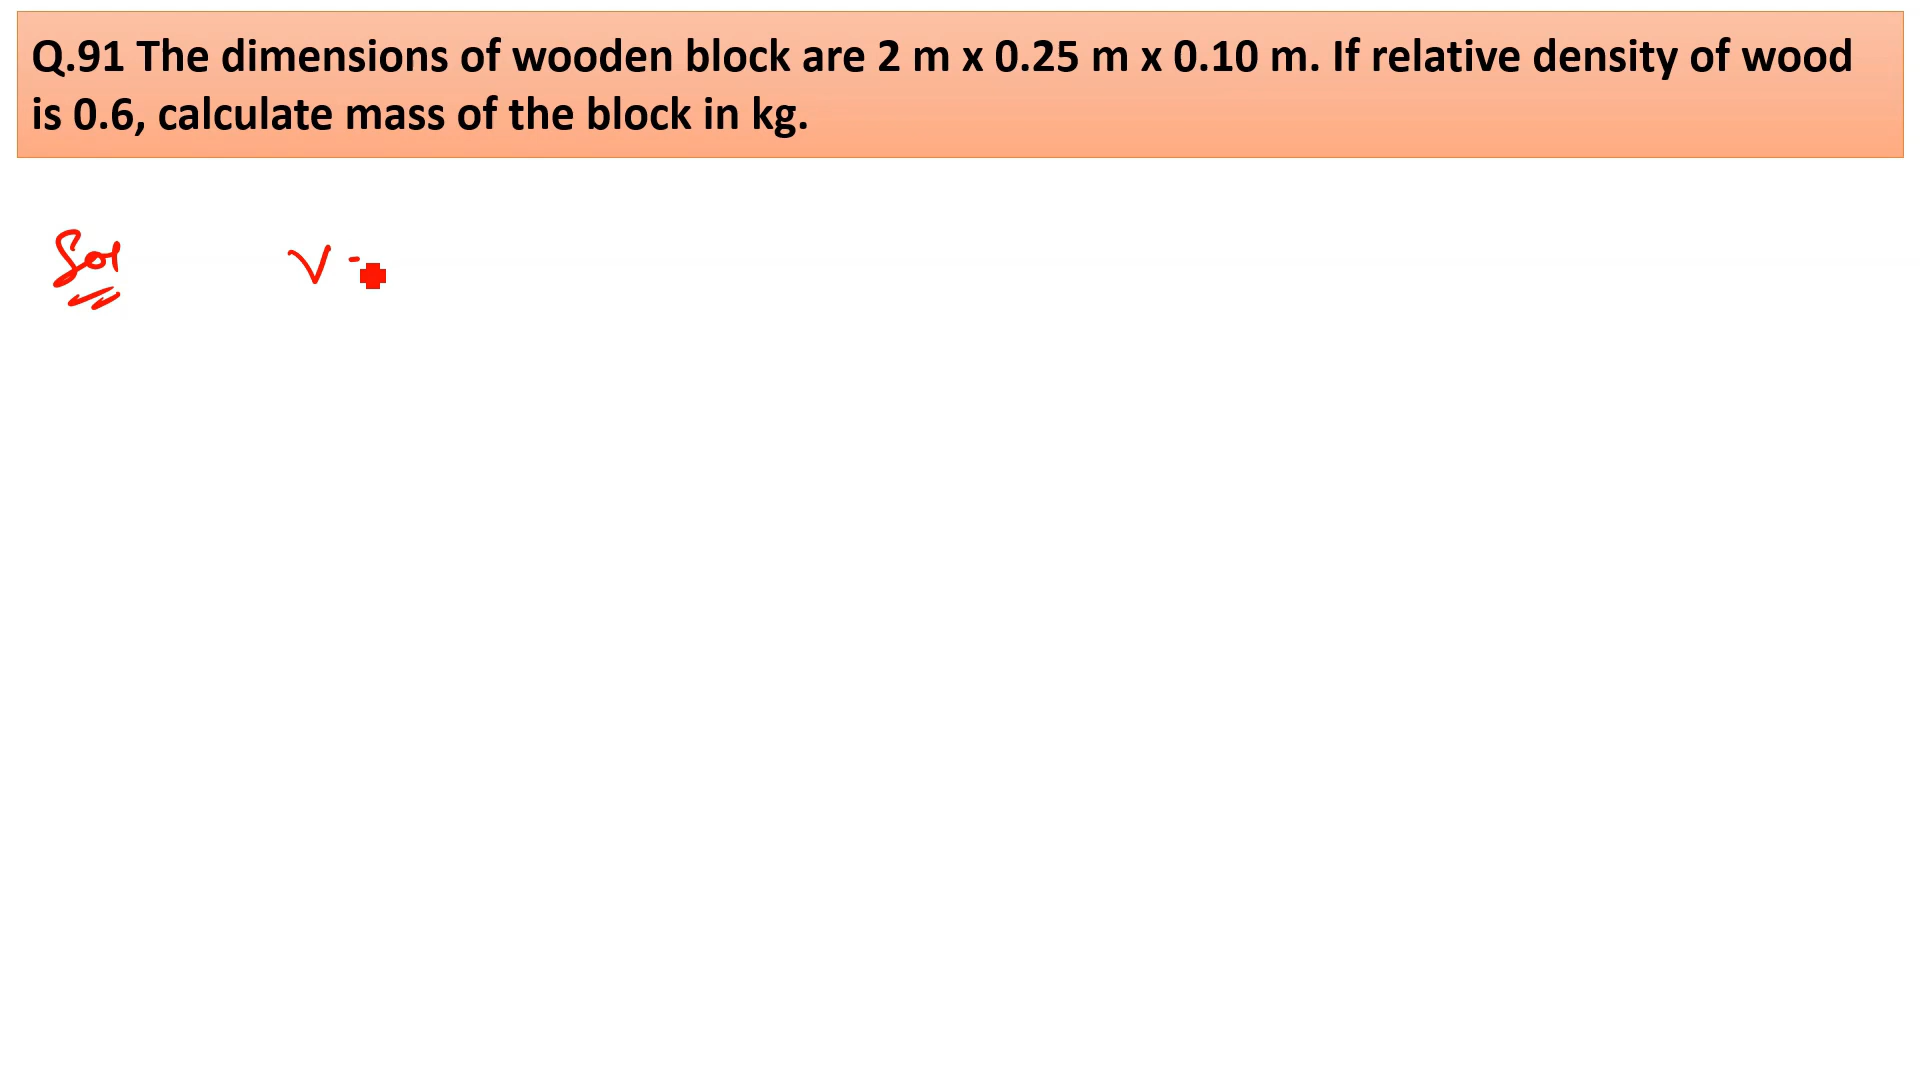 Q.91 The dimensions of wooden block are 2 m x 0.25 m x 0.10 m. If relative density of wood
is 0.6, calculate mass of the block in kg.
Sol V =